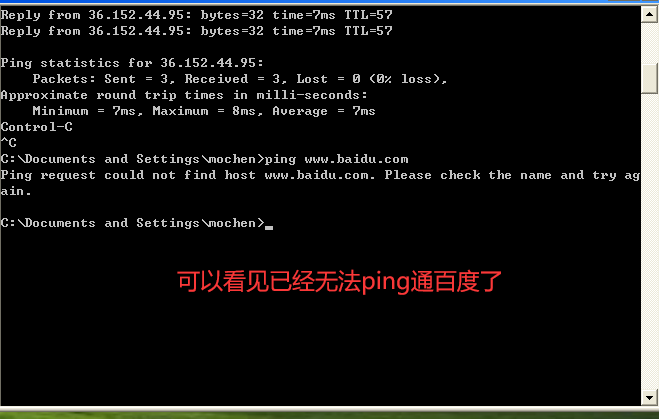 Reply from 36.152.44.95: bytes=32 time=7ms TTL=57
Reply from 36.152.44.95: bytes=32 time=7ms TTL=57
Ping statistics for 36.152.44.95:
Packets: Sent = 3, Received = 3, Lost = 0 (0% loss),
Approximate round trip times in milli-seconds:
Minimum = 7ms, Maximum = 8ms, Average = 7ms
Control-C
^C
C:\Documents and Settings\mochen>ping www.baidu.com
Ping request could not find host www.baidu.com. Please check the name and try ag
ain.
C:\Documents and Settings\mochen>_
可以看见已经无法ping通百度了